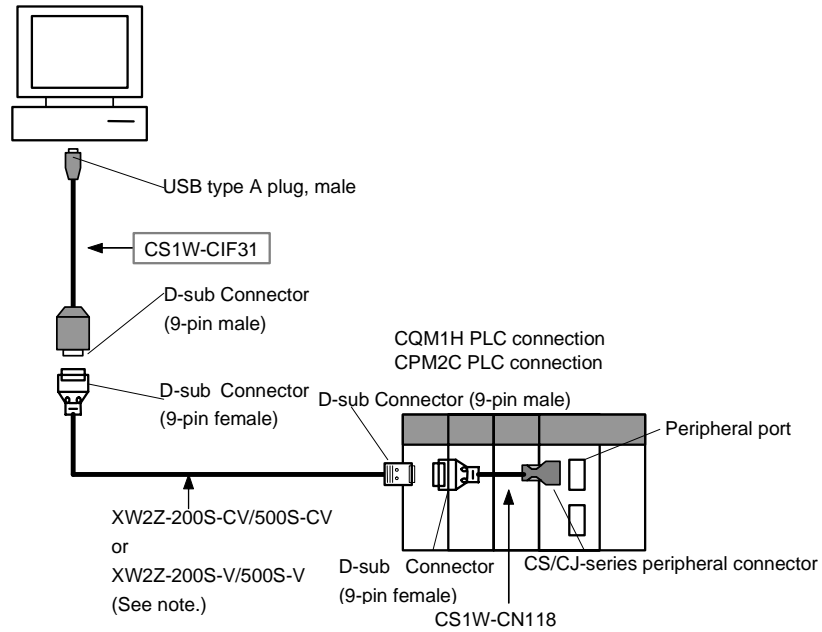 USB type A plug, male
CS1W-CIF31
D-sub Connector
(9-pin male)
CQM1H PLC connection
CPM2C PLC connection
D-sub Connector
(9-pin female)
D-sub Connector (9-pin male)
Peripheral port
XW2Z-200S-CV/500S-CV
or
XW2Z-200S-V/500S-V
(See note.)
D-sub Connector
(9-pin female)
CS/CJ-series peripheral connector
CS1W-CN118